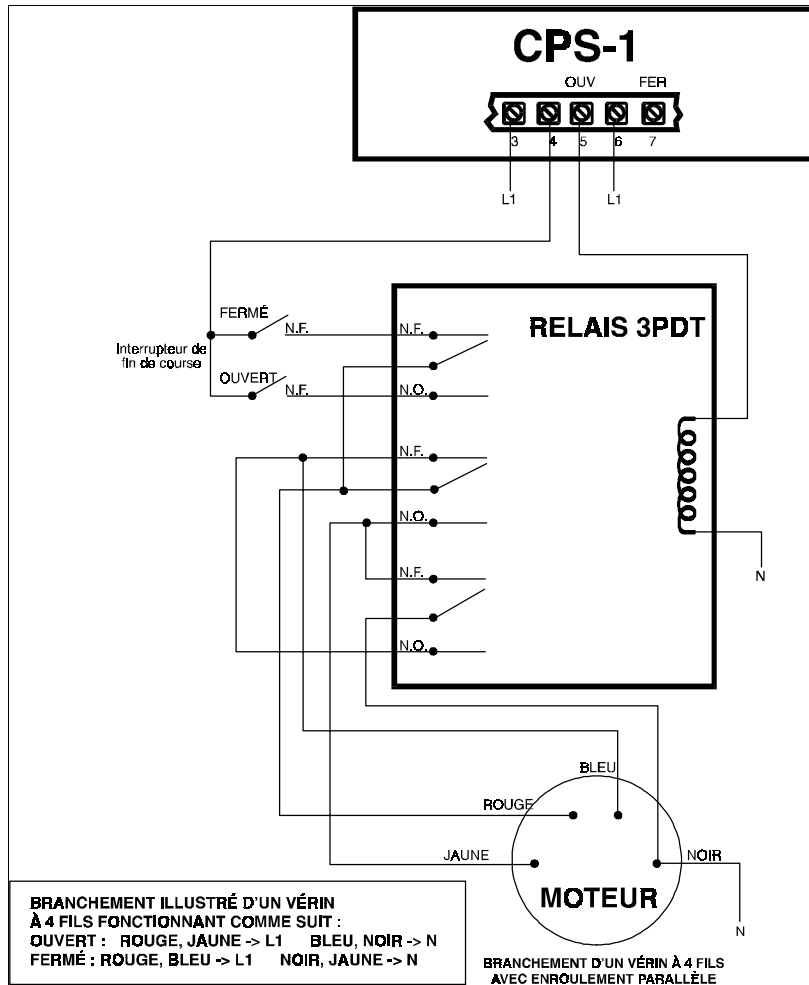 CPS-1
OUV FER
3 4 5 6 7
L1 L1
FERMÉ
N.F. N.F.
RELAIS 3PDT
Interrupteur de
fin de course
OUVERT
N.F. N.O.
N.F.
N.O.
N.F.
N
N.O.
BLEU
ROUGE
JAUNE NOIR
MOTEUR
N
BRANCHEMENT ILLUSTRÉ D'UN VÉRIN
À 4 FILS FONCTIONNANT COMME SUIT :
OUVERT : ROUGE, JAUNE -> L1 BLEU, NOIR -> N
FERMÉ : ROUGE, BLEU -> L1 NOIR, JAUNE -> N
BRANCHEMENT D'UN VÉRIN À 4 FILS
AVEC ENROULEMENT PARALLÈLE